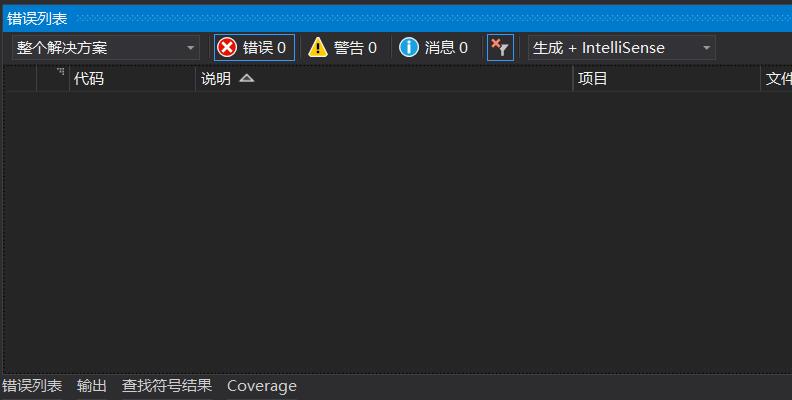 错误列表
整个解决方案 错误 0 警告 0 消息 0 生成 + IntelliSense
代码 说明 项目 文件
错误列表 输出 查找符号结果 Coverage